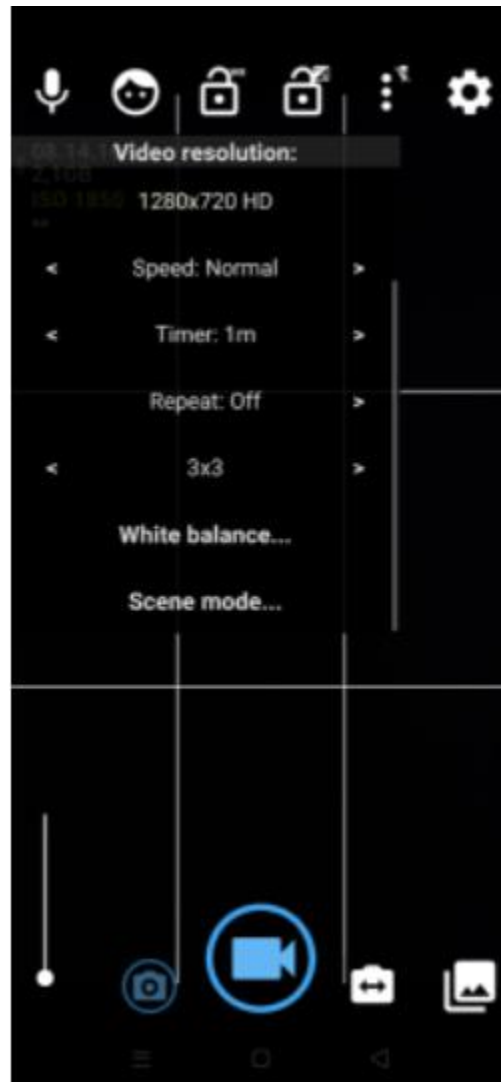 Video resolution:
1280x720 HD
< Speed: Normal >
< Timer: 1m >
Repeat: Off >
< 3x3 >
White balance...
Scene mode...